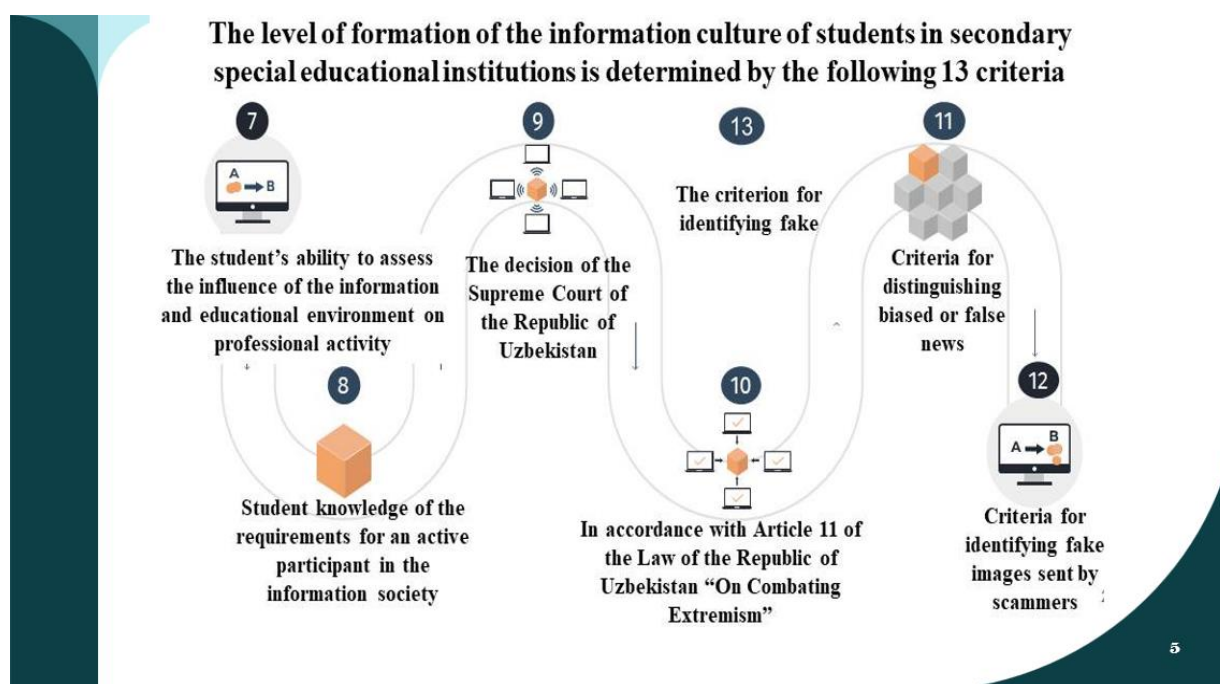 The level of formation of the information culture of students in secondary
special educational institutions is determined by the following 13 criteria
7
A
B
The student’s ability to assess
the influence of the information
and educational environment on
professional activity
8
Student knowledge of the
requirements for an active
participant in the
information society
9
The decision of the
Supreme Court of
the Republic of
Uzbekistan
10
In accordance with Article 11 of
the Law of the Republic of
Uzbekistan “On Combating
Extremism”
13
The criterion for
identifying fake
11
Criteria for
distinguishing
biased or false
news
12
A
B
Criteria for
identifying fake
images sent by
scammers
5